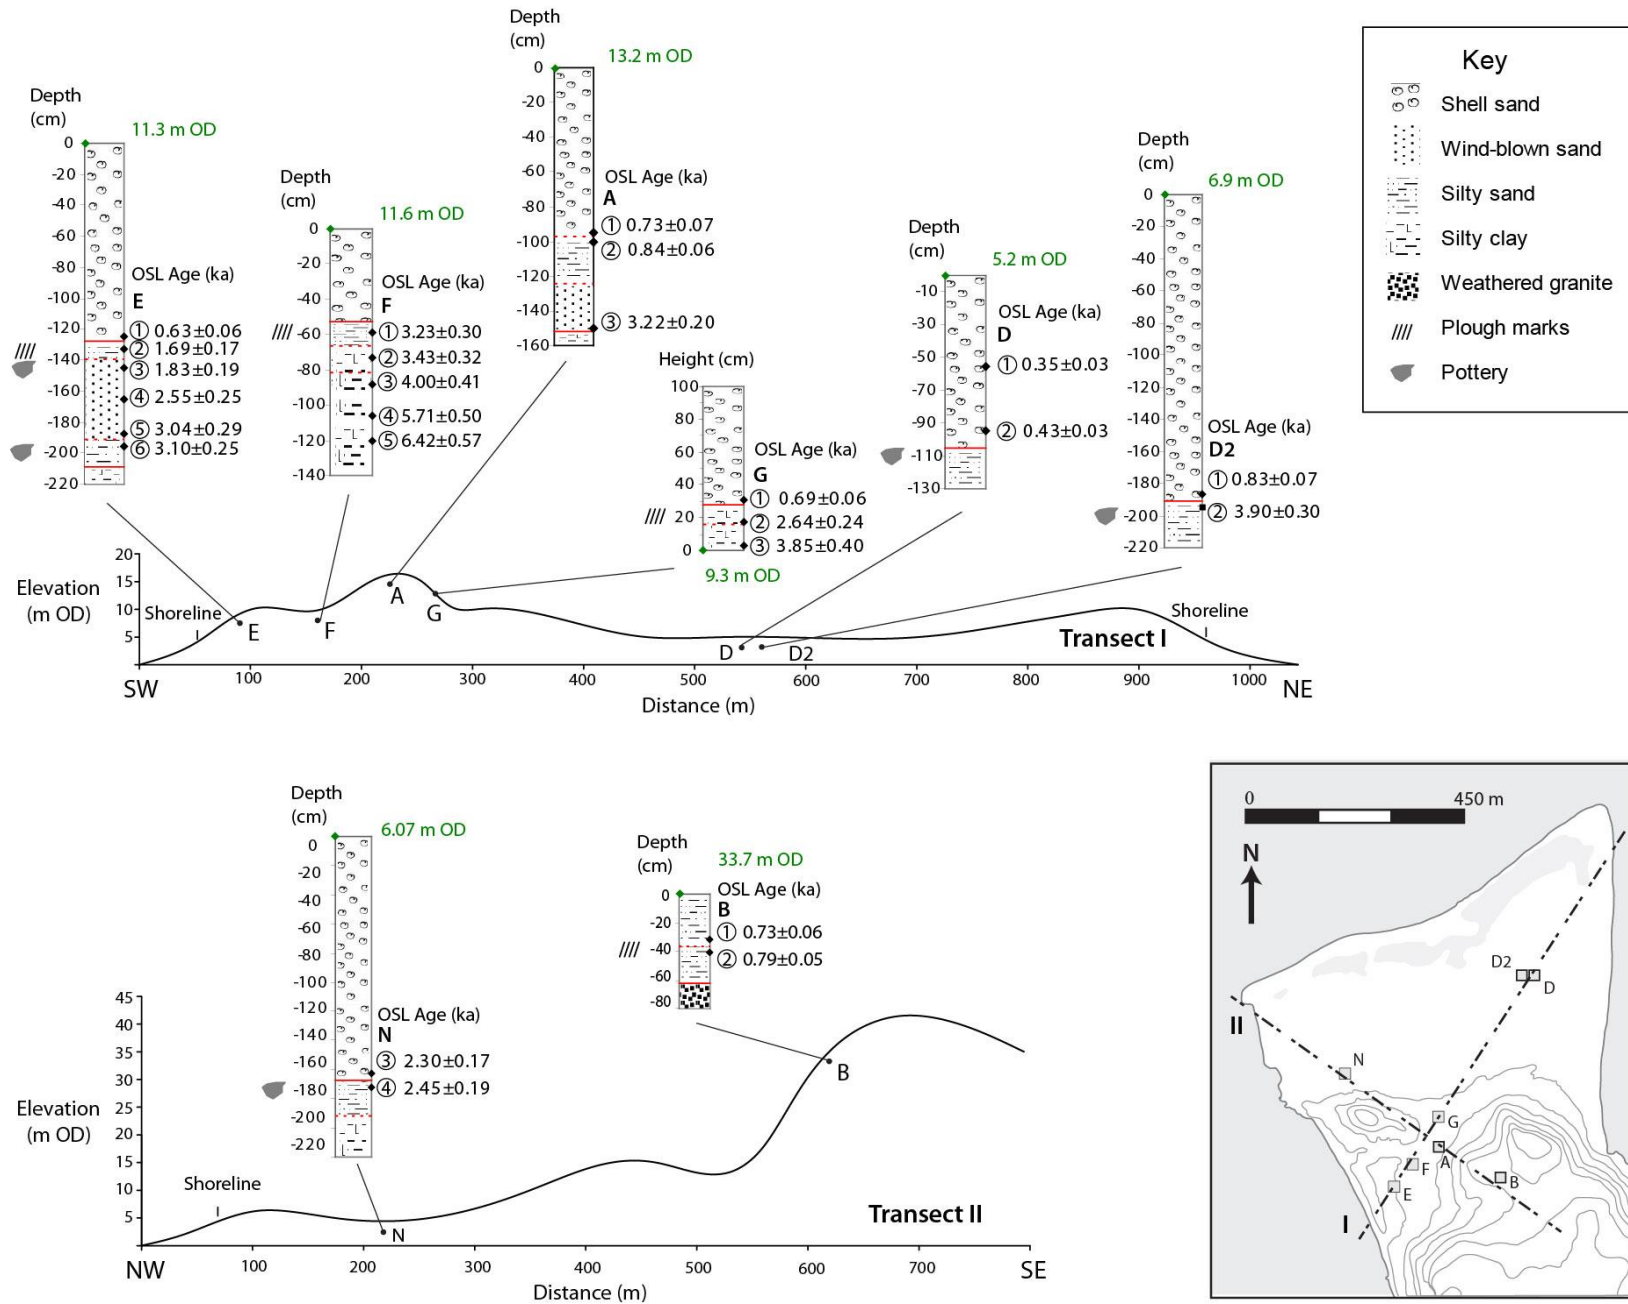 Depth
(cm)
11.3 m OD
0
-20
-40
-60
-80
-100
-120
-140
-160
-180
-200
-220
OSL Age (ka)
E
① 0.63±0.06
② 1.69±0.17
③ 1.83±0.19
④ 2.55±0.25
⑤ 3.04±0.29
⑥ 3.10±0.25
Depth
(cm)
11.6 m OD
0
-20
-40
-60
-80
-100
-120
-140
OSL Age (ka)
F
① 3.23±0.30
② 3.43±0.32
③ 4.00±0.41
④ 5.71±0.50
⑤ 6.42±0.57
Depth
(cm)
13.2 m OD
0
-20
-40
-60
-80
-100
-120
-140
-160
OSL Age (ka)
A
① 0.73±0.07
② 0.84±0.06
③ 3.22±0.20
Height (cm)
100
80
60
40
20
0
9.3 m OD
OSL Age (ka)
G
① 0.69±0.06
② 2.64±0.24
③ 3.85±0.40
Depth
(cm)
5.2 m OD
-10
-30
-50
-70
-90
-110
-130
OSL Age (ka)
D
① 0.35±0.03
② 0.43±0.03
Depth
(cm)
6.9 m OD
0
-20
-40
-60
-80
-100
-120
-140
-160
-180
-200
-220
OSL Age (ka)
D2
① 0.83±0.07
② 3.90±0.30
Key
Shell sand
Wind-blown sand
Silty sand
Silty clay
Weathered granite
Plough marks
Pottery
Elevation
(m OD)
20
15
10
5
Shoreline
E
F
A
G
D
D2
Transect I
Shoreline
SW
100
200
300
400
500
600
700
800
900
1000
NE
Distance (m)
Depth
(cm)
6.07 m OD
0
-20
-40
-60
-80
-100
-120
-140
-160
-180
-200
-220
OSL Age (ka)
N
③ 2.30±0.17
④ 2.45±0.19
Depth
(cm)
33.7 m OD
0
-20
-40
-60
-80
OSL Age (ka)
B
① 0.73±0.06
② 0.79±0.05
Elevation
(m OD)
45
40
35
30
25
20
15
10
5
Shoreline
N
B
Transect II
NW
100
200
300
400
500
600
700
SE
Distance (m)
0
450 m
N
D2
D
II
N
G
A
F
B
E
I